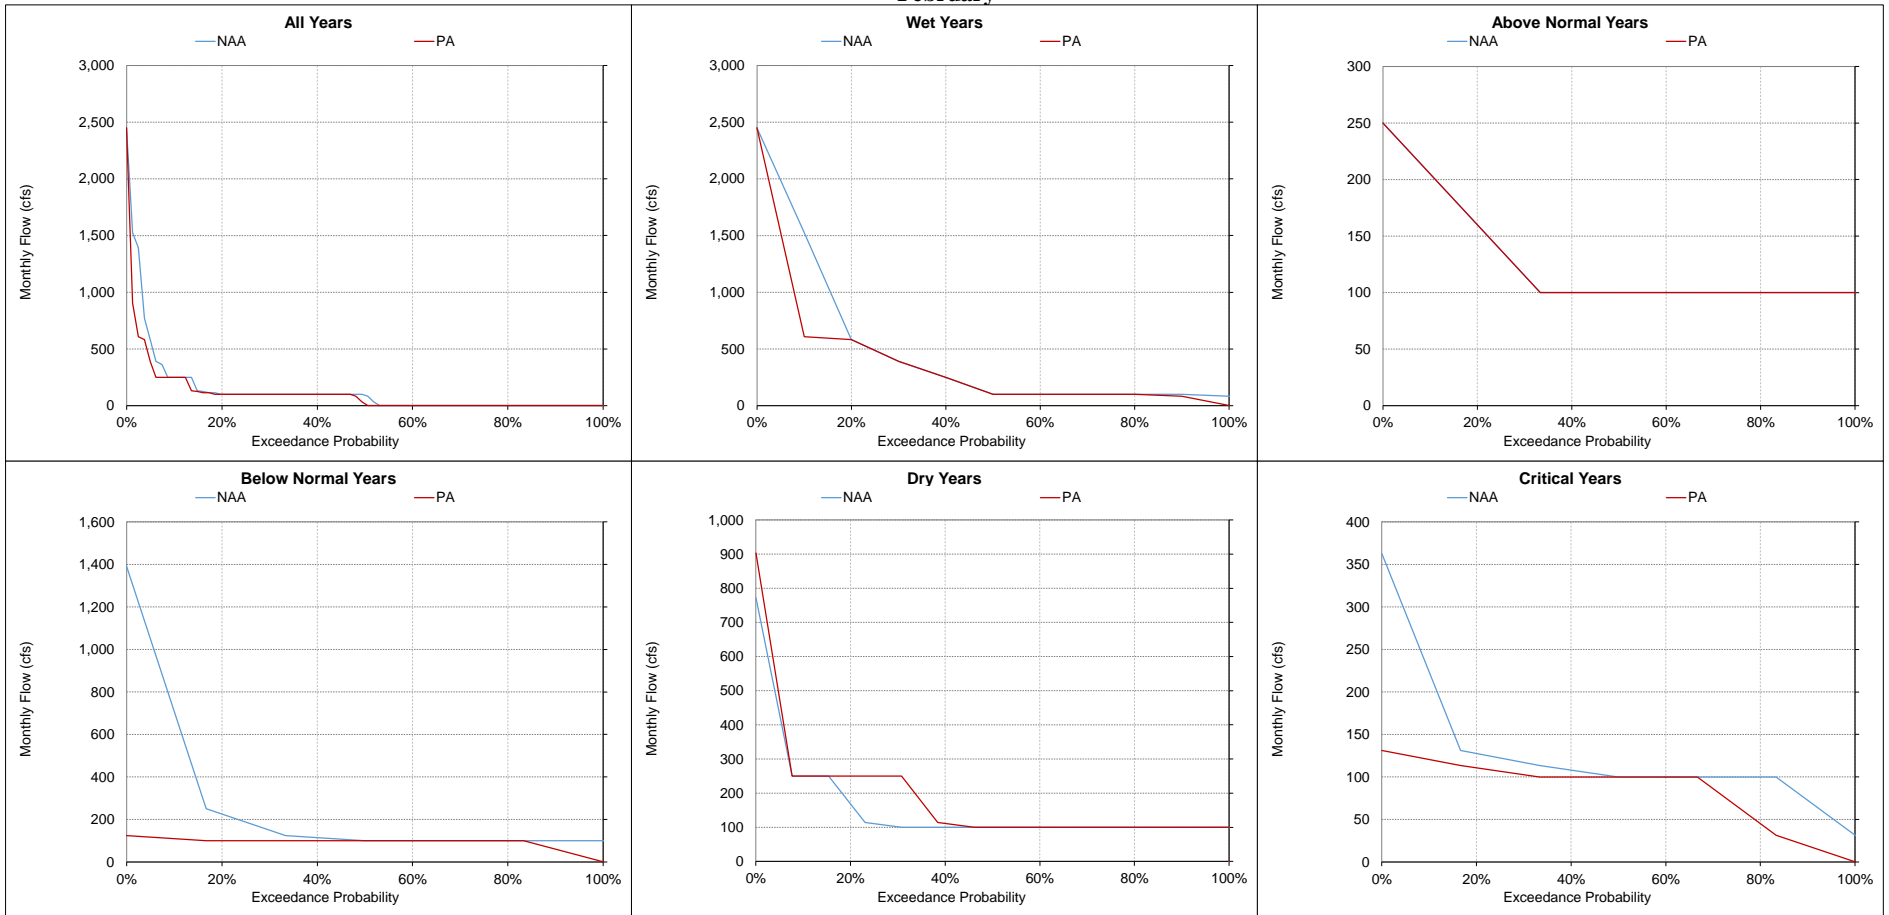 All Years
NAA PA
3,000
2,500
2,000
1,500
1,000
500
0
0% 20% 40% 60% 80% 100%
Monthly Flow (cfs)
Exceedance Probability
Wet Years
NAA PA
3,000
2,500
2,000
1,500
1,000
500
0
0% 20% 40% 60% 80% 100%
Monthly Flow (cfs)
Exceedance Probability
Above Normal Years
NAA PA
300
250
200
150
100
50
0
0% 20% 40% 60% 80% 100%
Monthly Flow (cfs)
Exceedance Probability
Below Normal Years
NAA PA
1,600
1,400
1,200
1,000
800
600
400
200
0
0% 20% 40% 60% 80% 100%
Monthly Flow (cfs)
Exceedance Probability
Dry Years
NAA PA
1,000
900
800
700
600
500
400
300
200
100
0
0% 20% 40% 60% 80% 100%
Monthly Flow (cfs)
Exceedance Probability
Critical Years
NAA PA
400
350
300
250
200
150
100
50
0
0% 20% 40% 60% 80% 100%
Monthly Flow (cfs)
Exceedance Probability